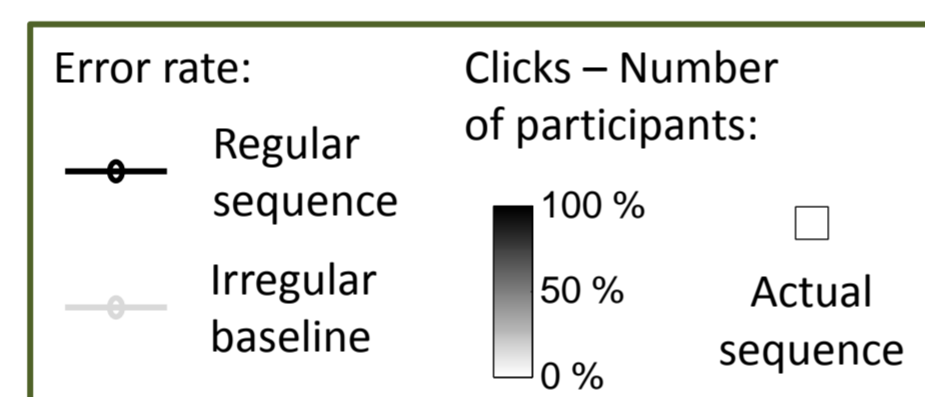 Error rate:
Regular
sequence
Irregular
baseline
Clicks – Number
of participants:
100 %
50 %
0 %
Actual
sequence